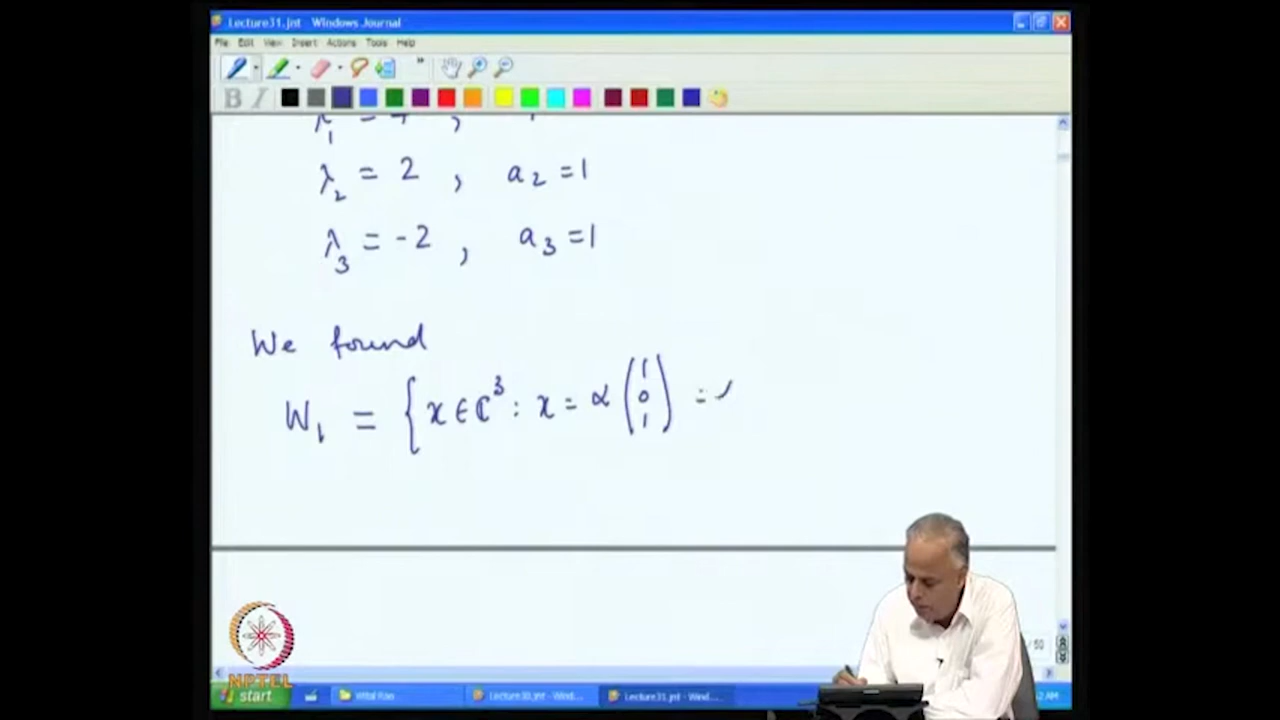 Lecture31.jnt - Windows Journal
File Edit View Insert Actions Tools Help
B I
λ₂ = 2 , a₂ = 1
λ₃ = -2 , a₃ = 1
We found
W₁ = { x ∈ ℂ³ : x = α (1 0 1) =
NPTEL
start Lecture30.jnt - Wind... Lecture31.jnt - Wind...